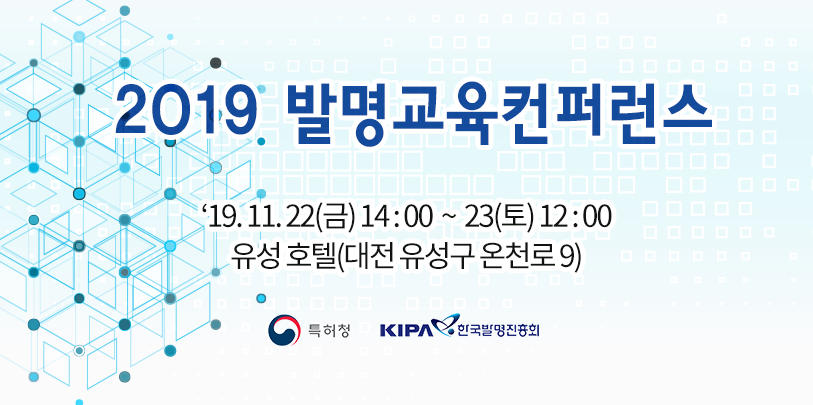 2019 발명교육컨퍼런스
‘19. 11. 22(금) 14 : 00 ~ 23(토) 12 : 00
유성 호텔(대전 유성구 온천로 9)
특허청 KIPA 한국발명진흥회